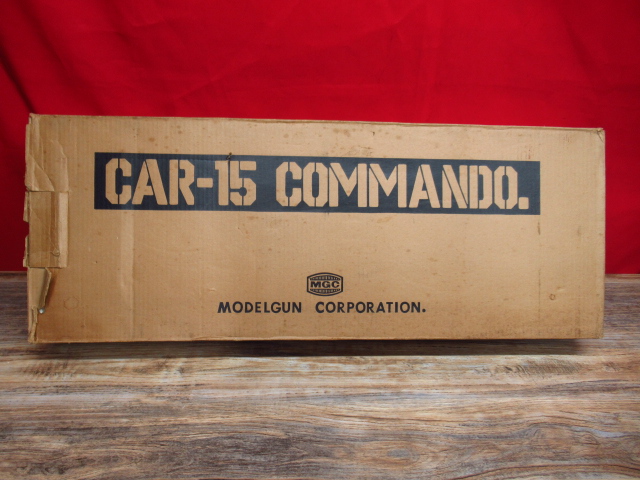 CAR-15 COMMANDO.
MGC
MODELGUN CORPORATION.